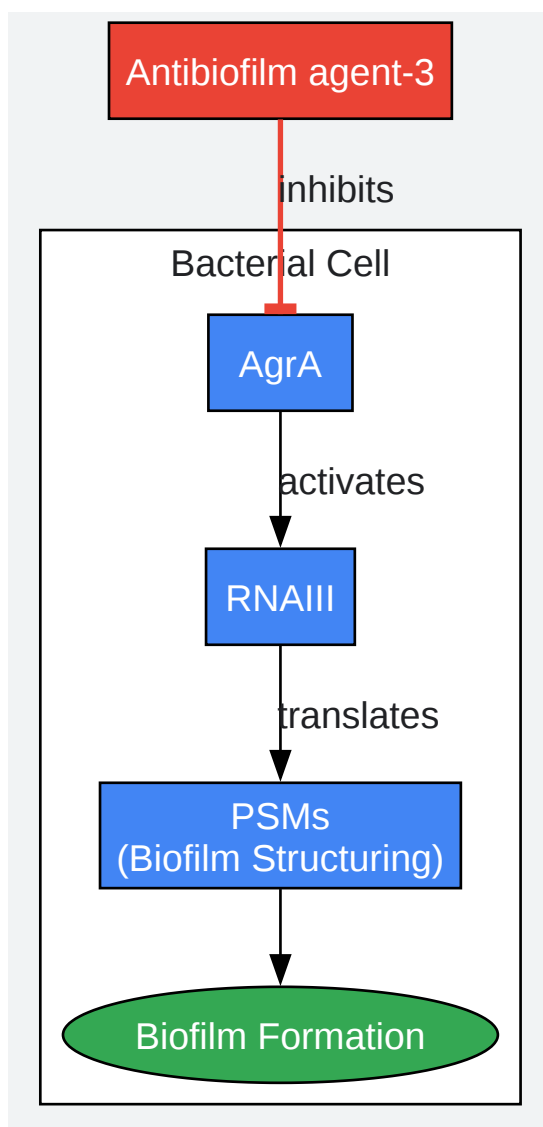 Antibiofilm agent-3
inhibits
Bacterial Cell
AgrA
activates
RNAIII
translates
PSMs
(Biofilm Structuring)
Biofilm Formation